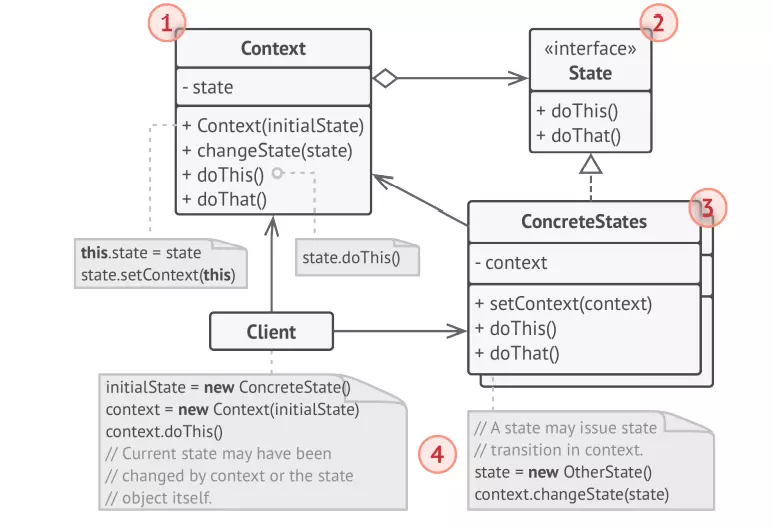 1
Context
- state
+ Context(initialState)
+ changeState(state)
+ doThis()
+ doThat()
2
«interface»
State
+ doThis()
+ doThat()
3
ConcreteStates
- context
+ setContext(context)
+ doThis()
+ doThat()
this.state = state
state.setContext(this)
state.doThis()
Client
initialState = new ConcreteState()
context = new Context(initialState)
context.doThis()
// Current state may have been
// changed by context or the state
// object itself.
4
// A state may issue state
// transition in context.
state = new OtherState()
context.changeState(state)